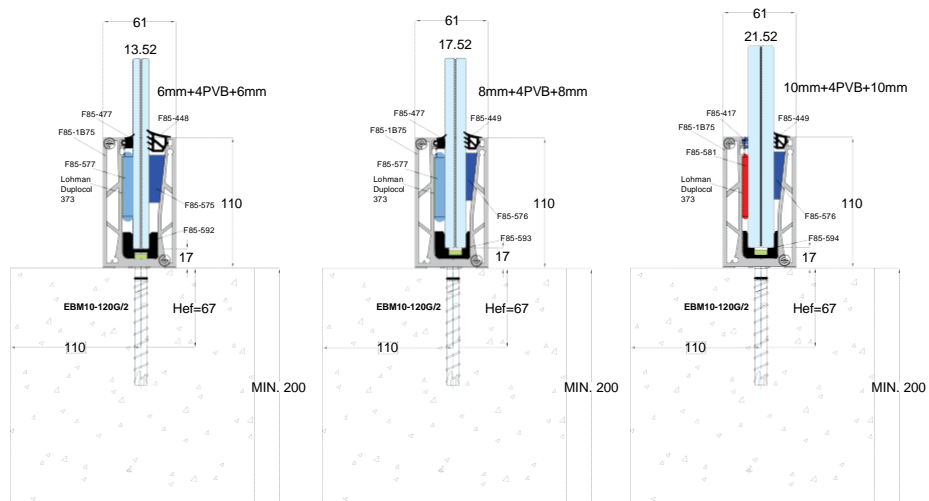 61
13.52
6mm+4PVB+6mm
F85-477
F85-448
F85-1B75
F85-577
Lohman
Duplocol
373
F85-575
F85-592
110
17
EBM10-120G/2
Hef=67
110
MIN. 200
61
17.52
8mm+4PVB+8mm
F85-477
F85-449
F85-1B75
F85-577
Lohman
Duplocol
373
F85-576
F85-593
110
17
EBM10-120G/2
Hef=67
110
MIN. 200
61
21.52
10mm+4PVB+10mm
F85-417
F85-449
F85-1B75
F85-581
Lohman
Duplocol
373
F85-576
F85-594
110
17
EBM10-120G/2
Hef=67
110
MIN. 200